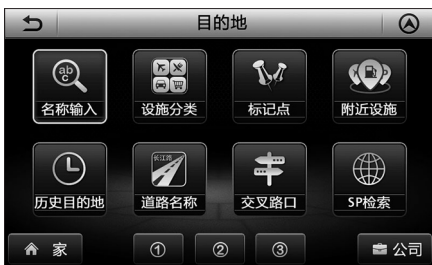 目的地
abc
名称输入
设施分类
标记点
附近设施
长江路
历史目的地
道路名称
交叉路口
SP检索
家
①
②
③
公司